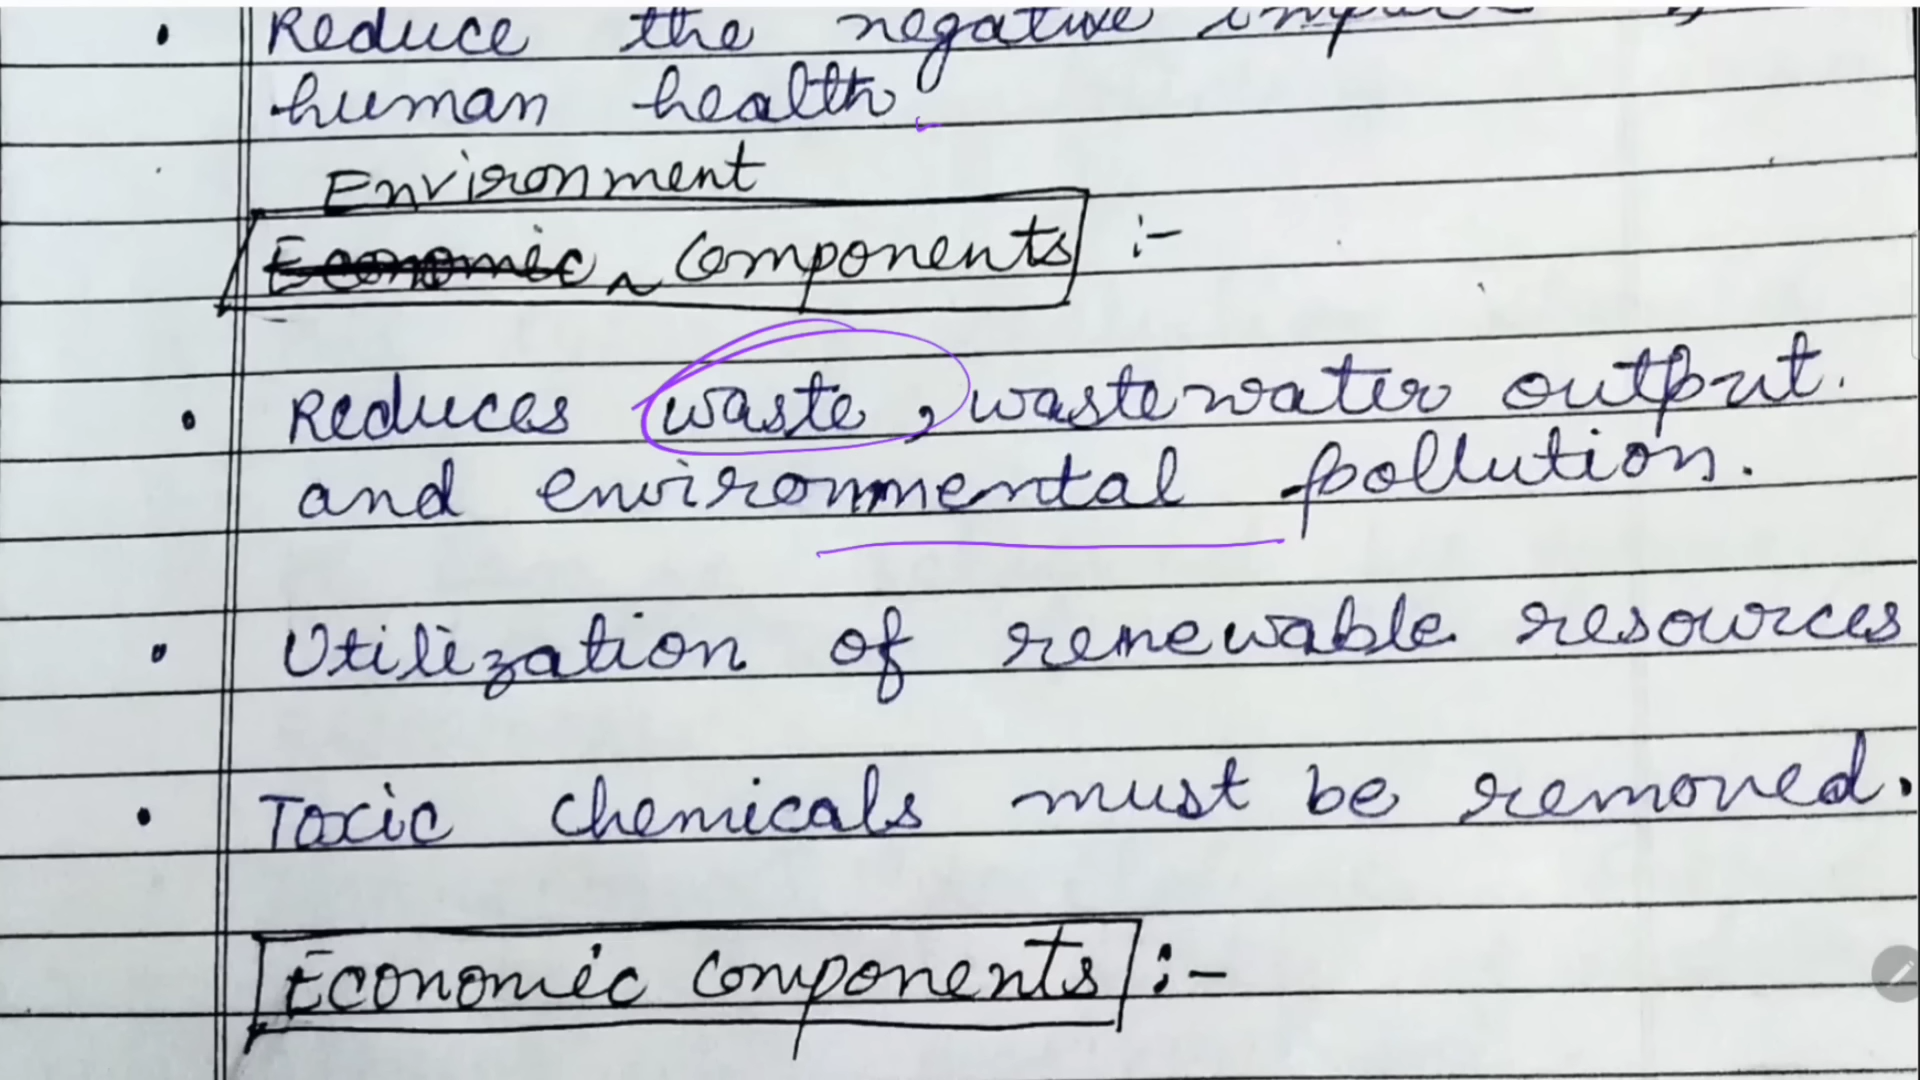 • Reduce the negative
human health.
Environment
Economic ^ Components :-
• Reduces waste, wastewater output.
and environmental pollution.
• Utilization of renewable resources
• Toxic chemicals must be removed.
Economic components :-